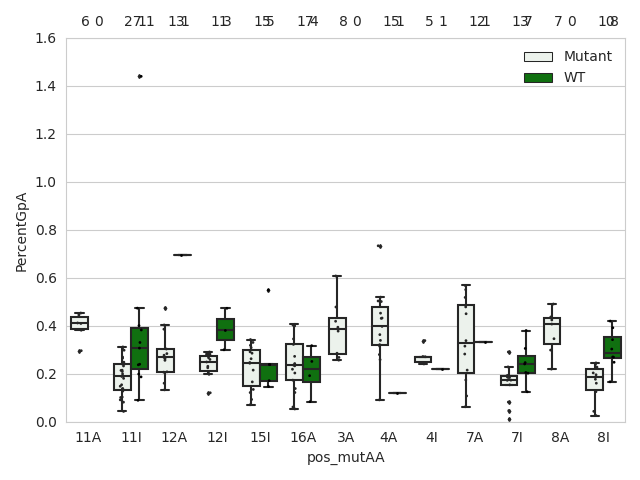 6 0 27 11 13 1 11 3 15 5 17 4 8 0 15 1 5 1 12 1 13 7 7 0 10 8
1.6
Mutant
WT
1.4
1.2
1.0
0.8
0.6
0.4
0.2
0.0
PercentGpA
11A 11I 12A 12I 15I 16A 3A 4A 4I 7A 7I 8A 8I
pos_mutAA